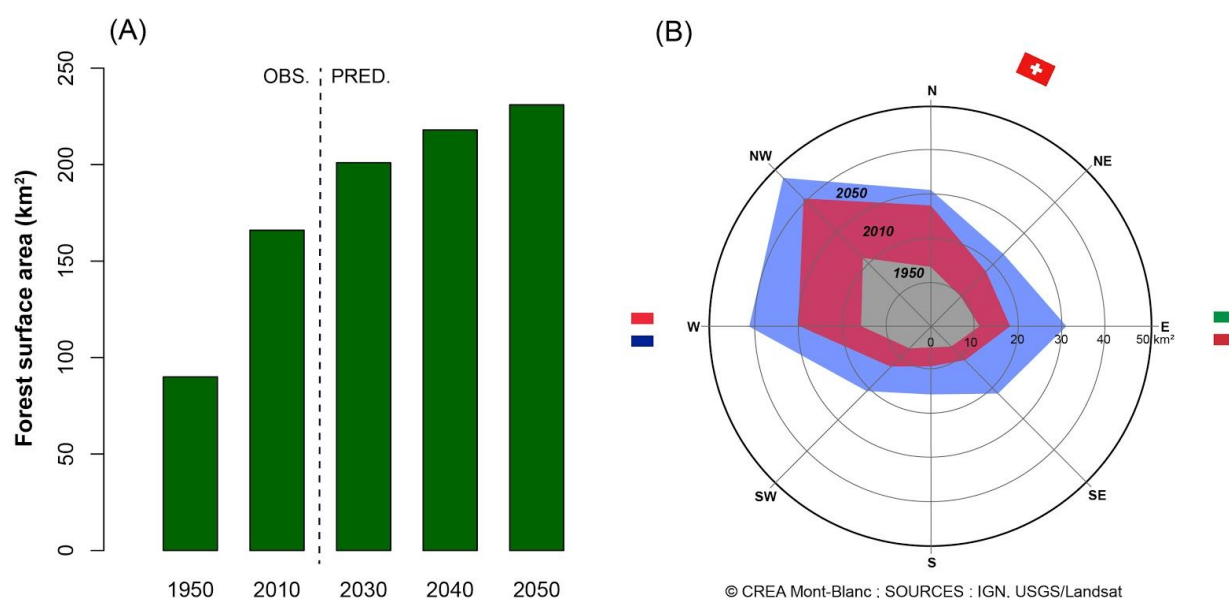 (A)
Forest surface area (km²)
250
200
150
100
50
0
OBS.
PRED.
1950
2010
2030
2040
2050
(B)
N
NW
NE
2050
2010
1950
W
E
0
10
20
30
40
50 km²
SW
SE
S
© CREA Mont-Blanc ; SOURCES : IGN, USGS/Landsat